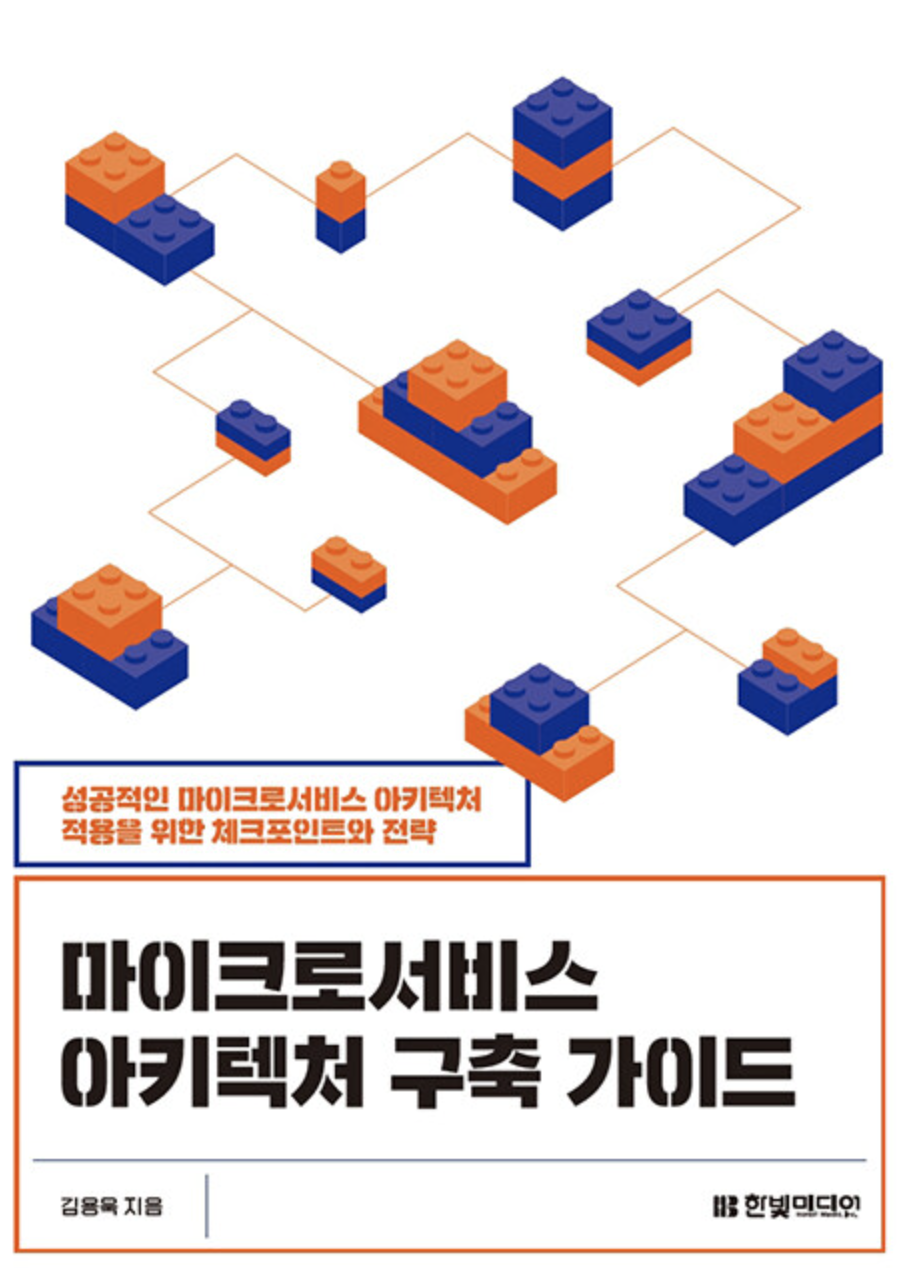 성공적인 마이크로서비스 아키텍처
적용을 위한 체크포인트와 전략
마이크로서비스
아키텍처 구축 가이드
김용욱 지음
한빛미디어